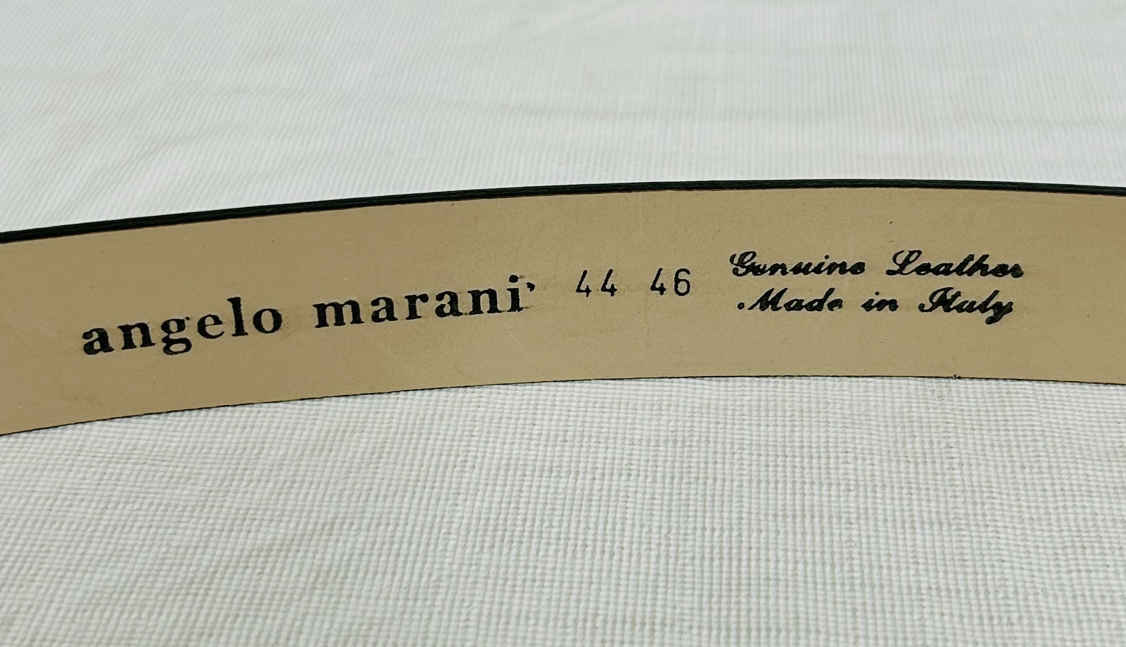 angelo marani 44 46
Genuine Leather
Made in Italy